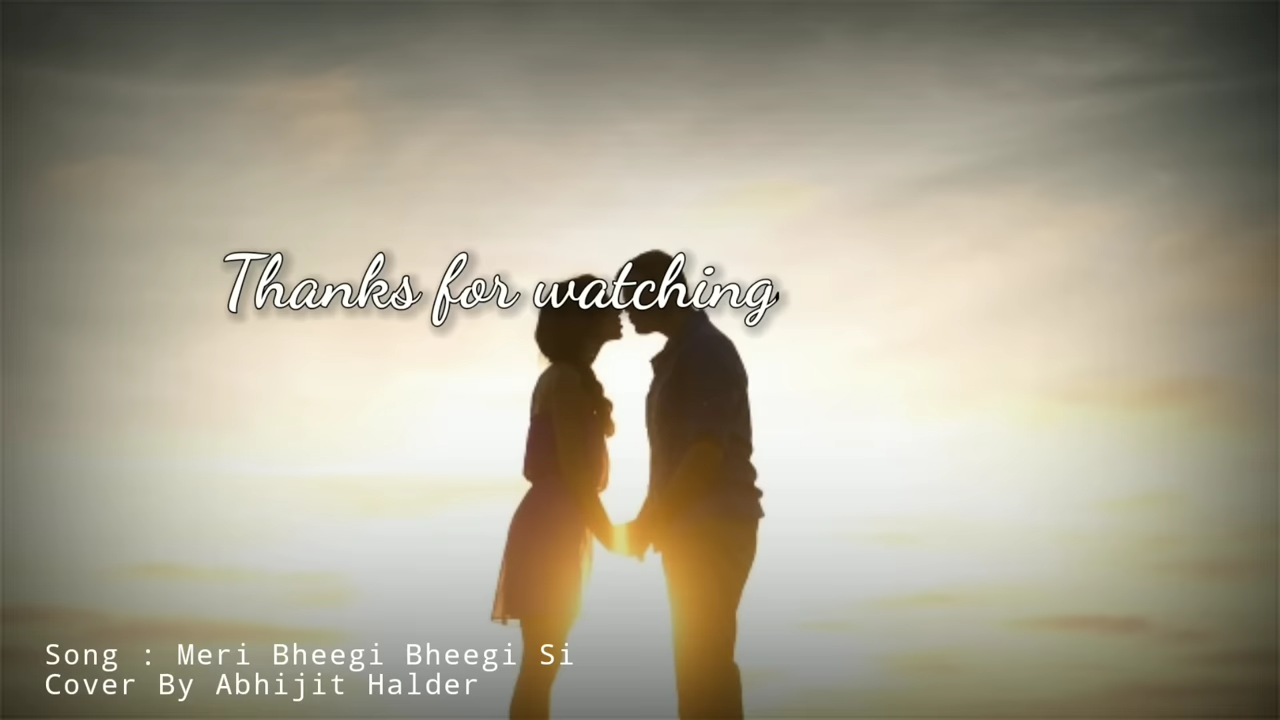 Thanks for watching
Song : Meri Bheegi Bheegi Si
Cover By Abhijit Halder